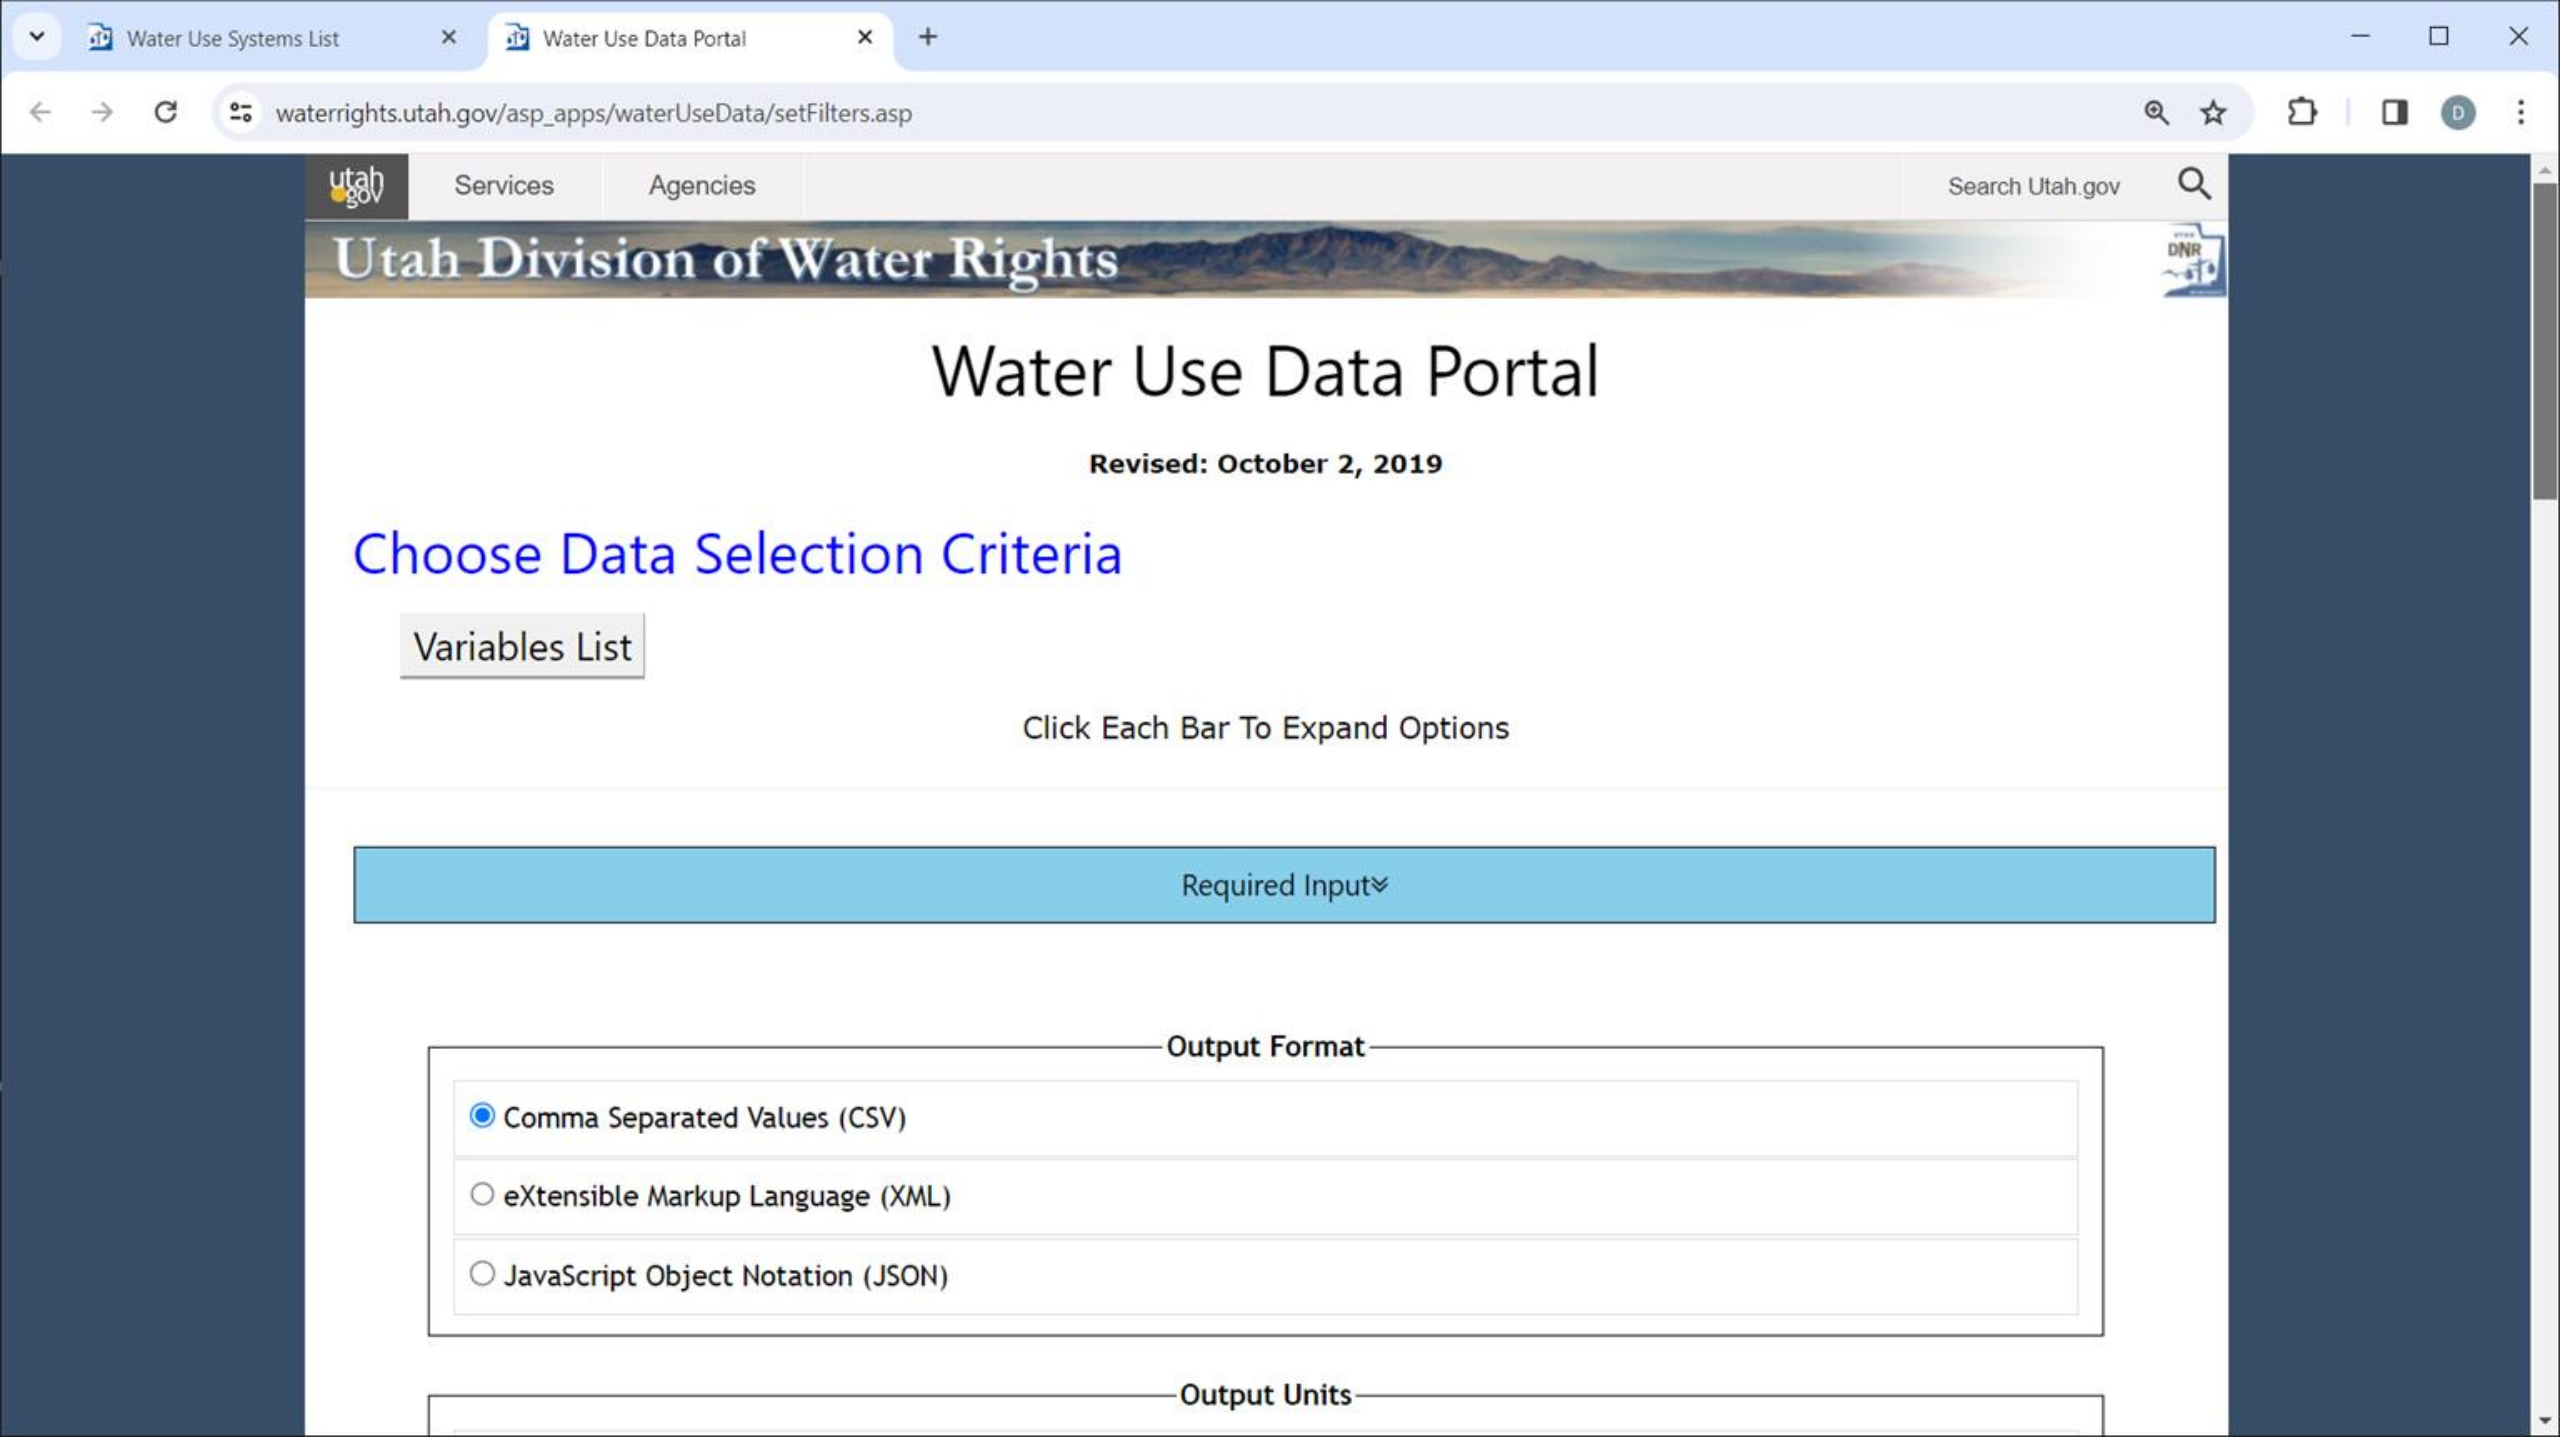 Water Use Systems List
Water Use Data Portal
waterrights.utah.gov/asp_apps/waterUseData/setFilters.asp
D
utah
gov
Services
Agencies
Search Utah.gov
Utah Division of Water Rights
UTAH
DNR
Water Use Data Portal
Revised: October 2, 2019
Choose Data Selection Criteria
Variables List
Click Each Bar To Expand Options
Required Input
Output Format
Comma Separated Values (CSV)
eXtensible Markup Language (XML)
JavaScript Object Notation (JSON)
Output Units